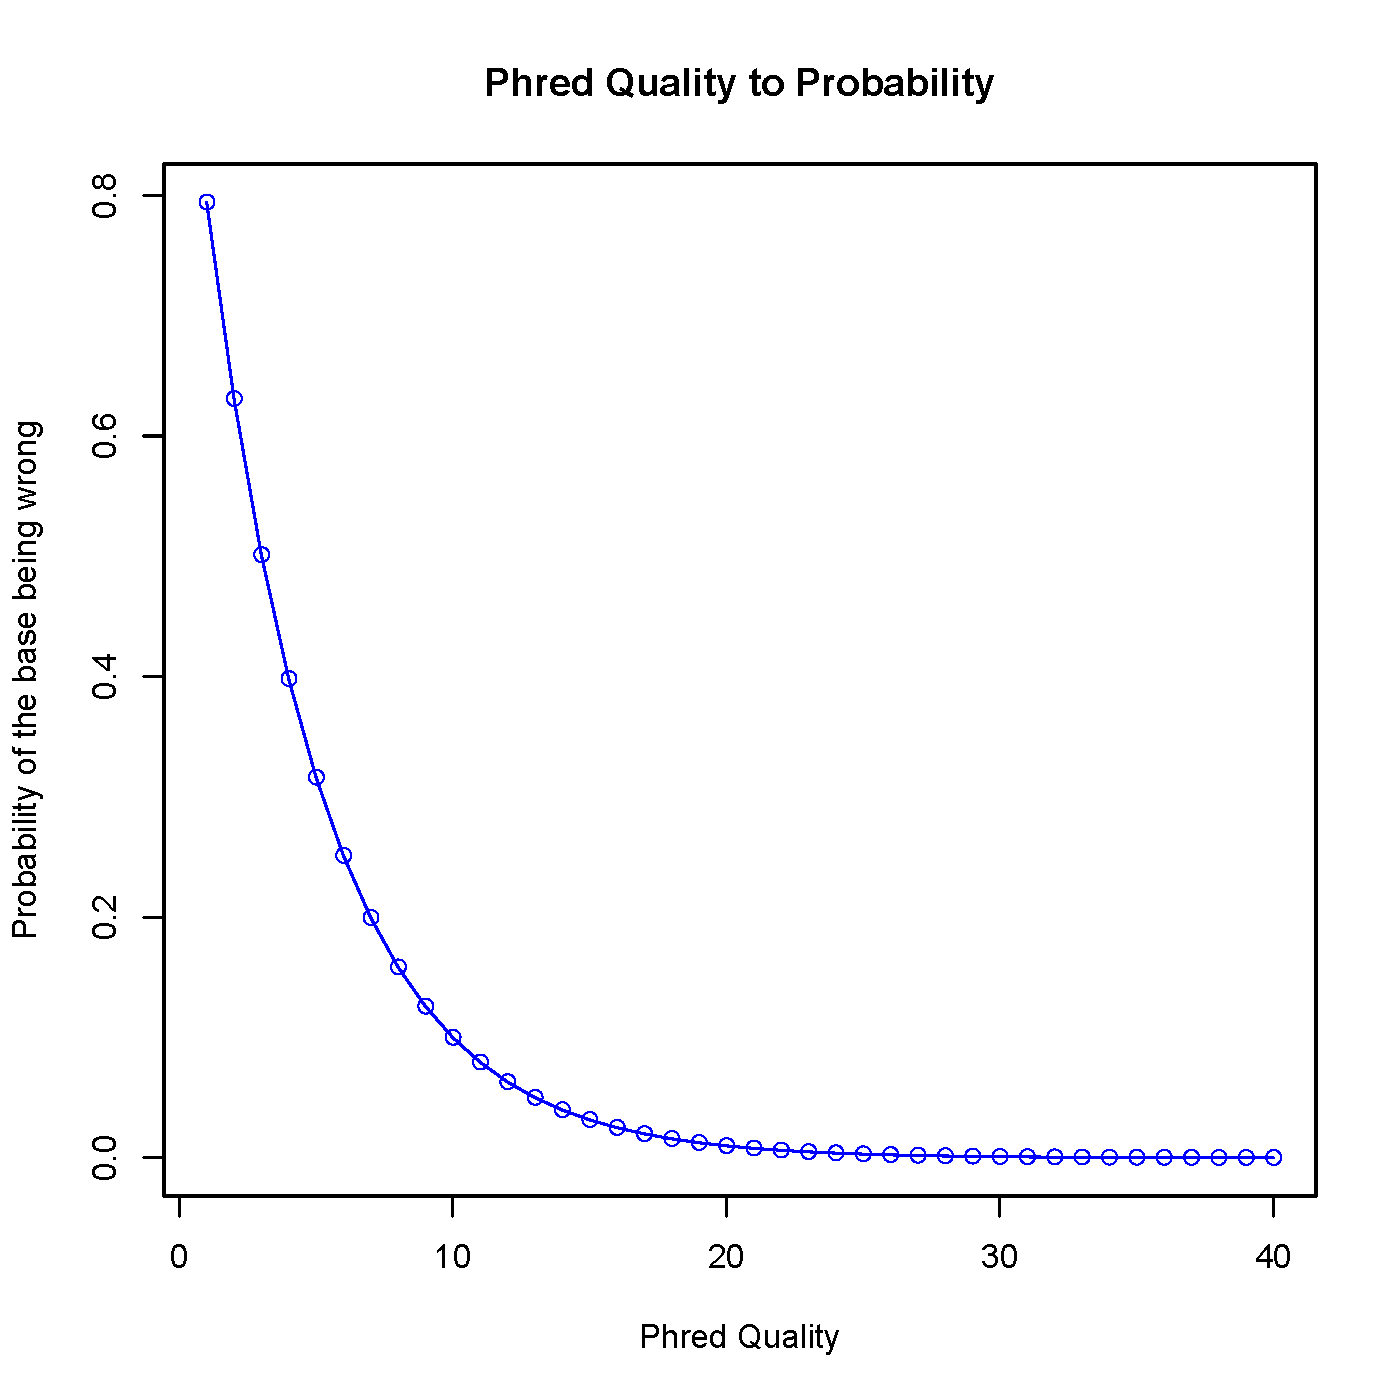 Phred Quality to Probability
Probability of the base being wrong
0.8
0.6
0.4
0.2
0.0
0 10 20 30 40
Phred Quality